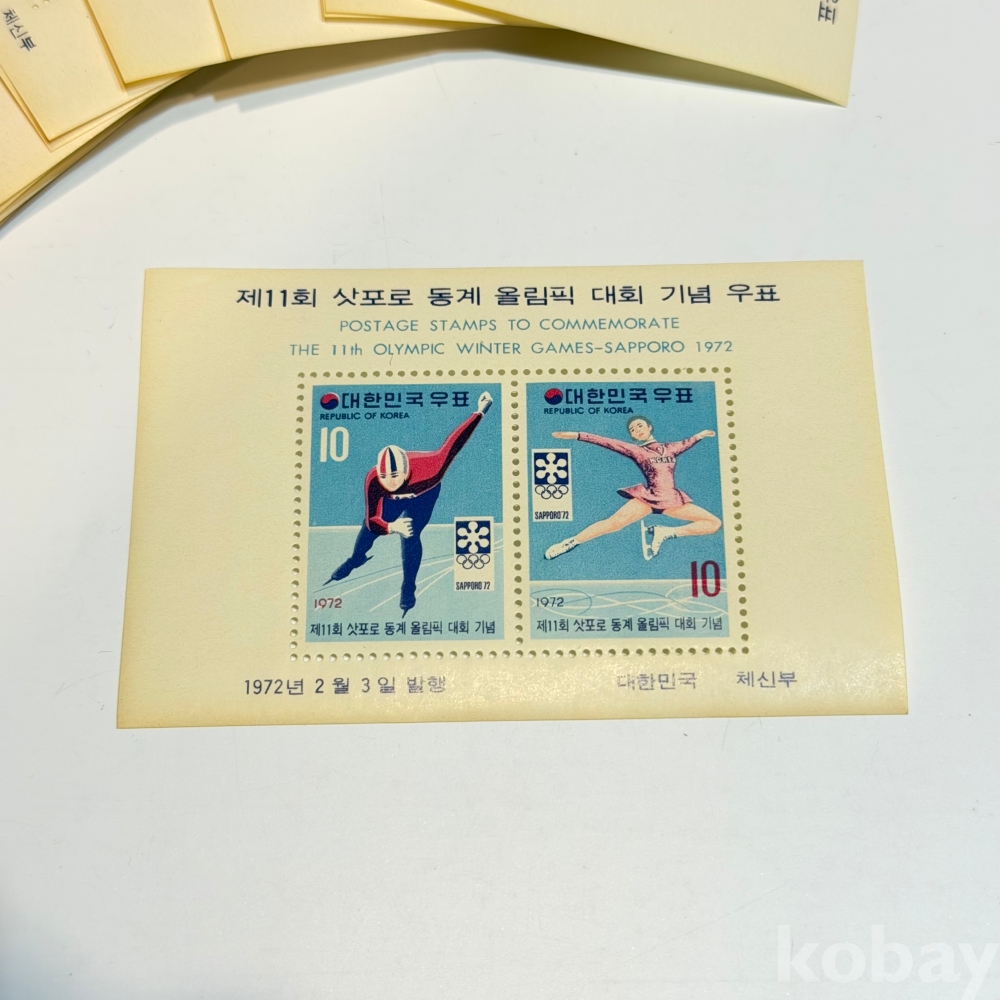 체신부
우표
제11회 삿포로 동계 올림픽 대회 기념 우표
POSTAGE STAMPS TO COMMEMORATE
THE 11th OLYMPIC WINTER GAMES–SAPPORO 1972
대한민국우표
REPUBLIC OF KOREA
10
SAPPORO'72
1972
제11회 삿포로 동계 올림픽 대회 기념
대한민국우표
REPUBLIC OF KOREA
KOREA
SAPPORO'72
10
1972
제11회 삿포로 동계 올림픽 대회 기념
1972년 2월 3일 발행 대한민국 체신부
kobay